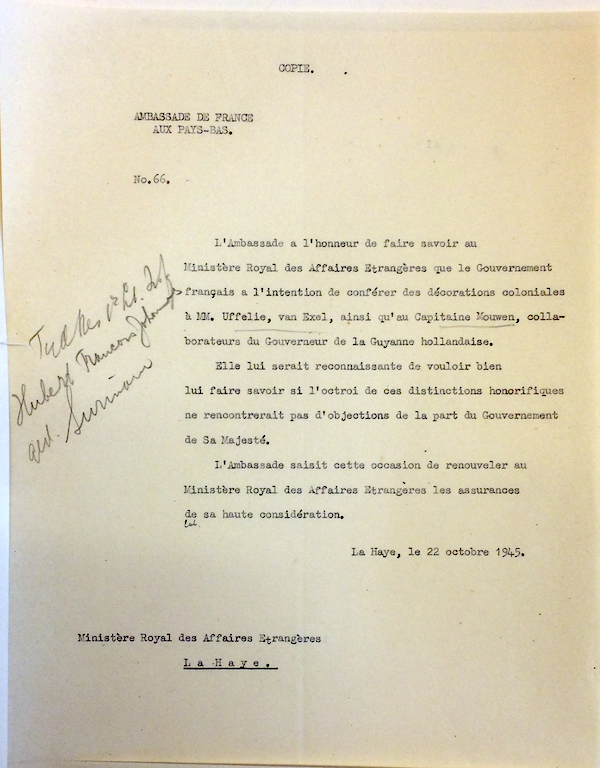 COPIE.
AMBASSADE DE FRANCE
AUX PAYS-BAS.
No.66.
L'Ambassade a l'honneur de faire savoir au
Ministère Royal des Affaires Etrangères que le Gouvernement
français a l'intention de conférer des décorations coloniales
à MM. Uffelie, van Exel, ainsi qu'au Capitaine Mouwen, colla-
borateurs du Gouverneur de la Guyanne hollandaise.
Elle lui serait reconnaissante de vouloir bien
lui faire savoir si l'octroi de ces distinctions honorifiques
ne rencontrerait pas d'objections de la part du Gouvernement
de Sa Majesté.
L'Ambassade saisit cette occasion de renouveler au
Ministère Royal des Affaires Etrangères les assurances
de sa haute considération.
La Haye, le 22 octobre 1945.
Ministère Royal des Affaires Etrangères
La Haye.
Hubert Francois Johannes
Suriname